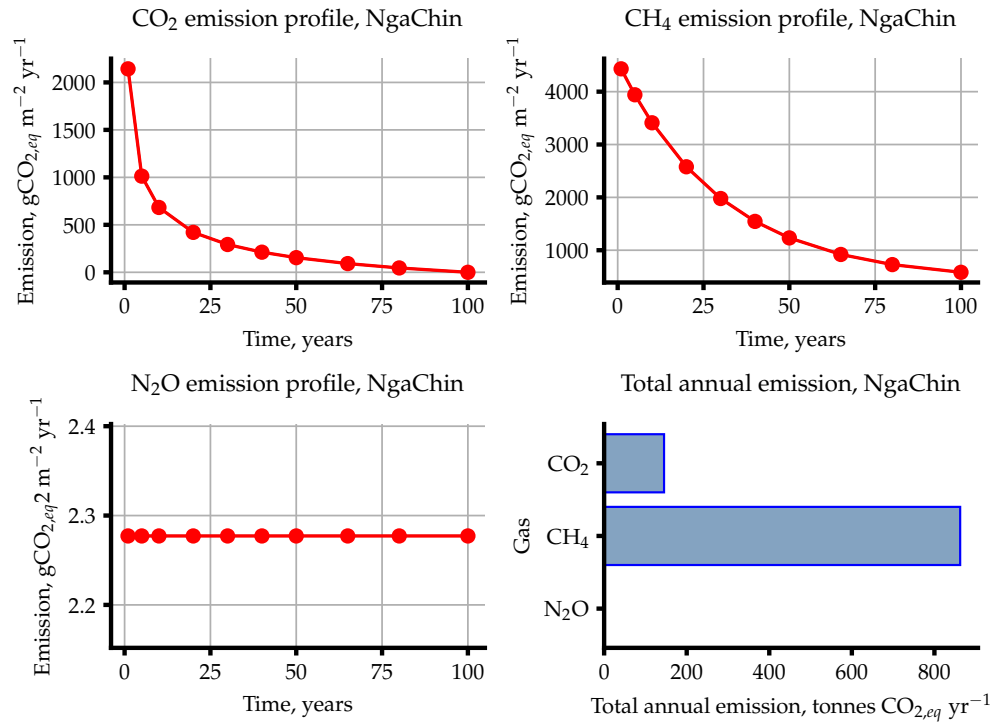 CO₂ emission profile, NgaChin
Emission, gCO₂,eq m⁻² yr⁻¹
2000
1500
1000
500
0
0 25 50 75 100
Time, years
CH₄ emission profile, NgaChin
Emission, gCO₂,eq m⁻² yr⁻¹
4000
3000
2000
1000
0 25 50 75 100
Time, years
N₂O emission profile, NgaChin
Emission, gCO₂,eq2 m⁻² yr⁻¹
2.4
2.3
2.2
0 25 50 75 100
Time, years
Total annual emission, NgaChin
Gas
CO₂
CH₄
N₂O
0 200 400 600 800
Total annual emission, tonnes CO₂,eq yr⁻¹